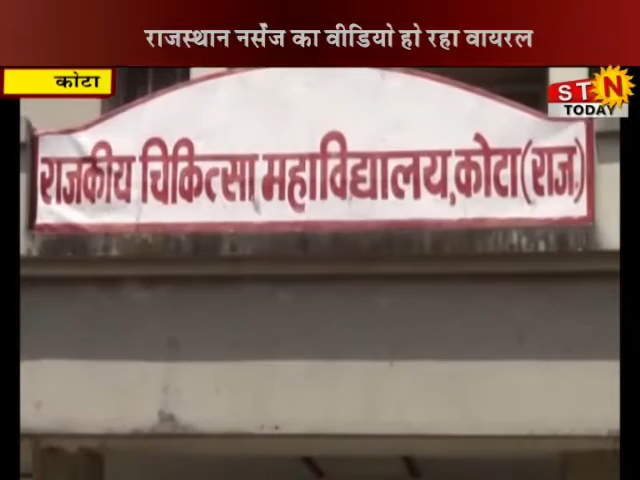 राजस्थान नर्सेज का वीडियो हो रहा वायरल
कोटा
STN
TODAY
राजकीय चिकित्सा महाविद्यालय,कोटा(राज.)